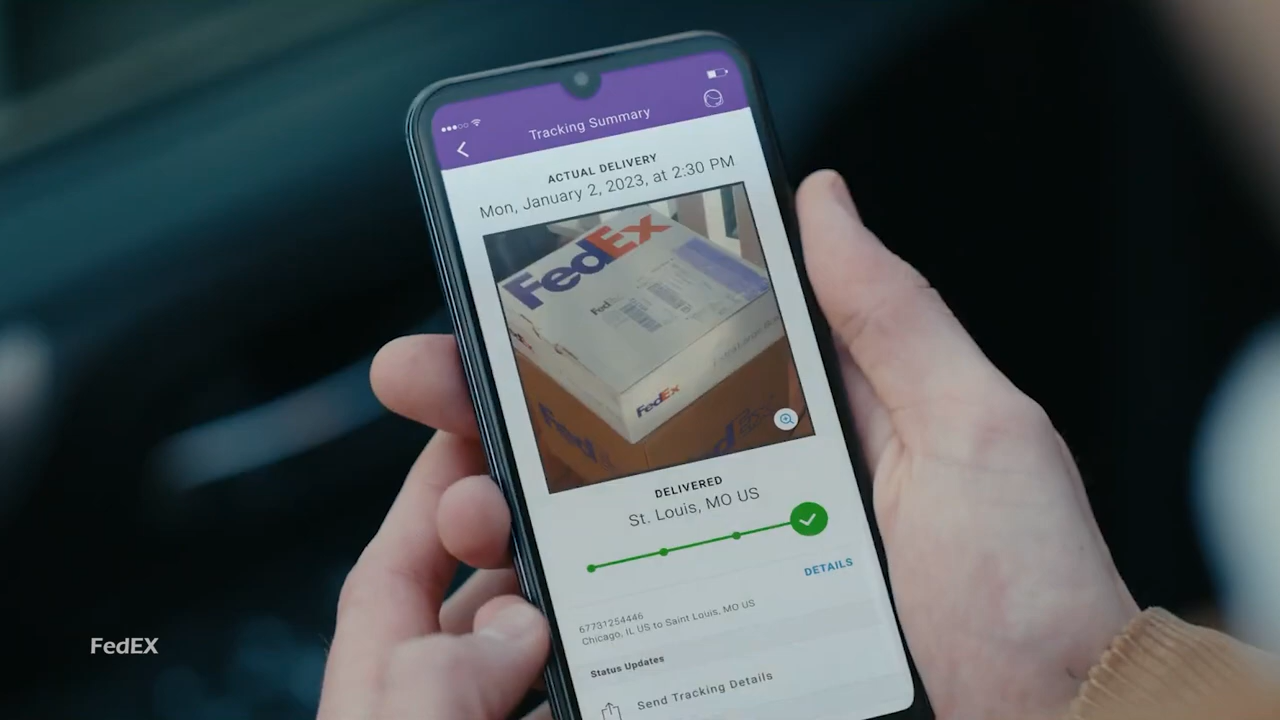 Tracking Summary
ACTUAL DELIVERY
Mon, January 2, 2023, at 2:30 PM
FedEx
Fed
FedEx
FedEx
DELIVERED
St. Louis, MO US
DETAILS
67731254446
Chicago, IL US to Saint Louis, MO US
Status Updates
Send Tracking Details
FedEX